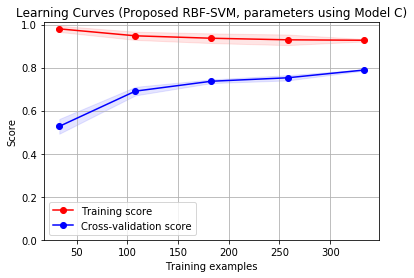 Learning Curves (Proposed RBF-SVM, parameters using Model C)
1.0
0.8
0.6
0.4
0.2
0.0
Score
Training score
Cross-validation score
50 100 150 200 250 300
Training examples